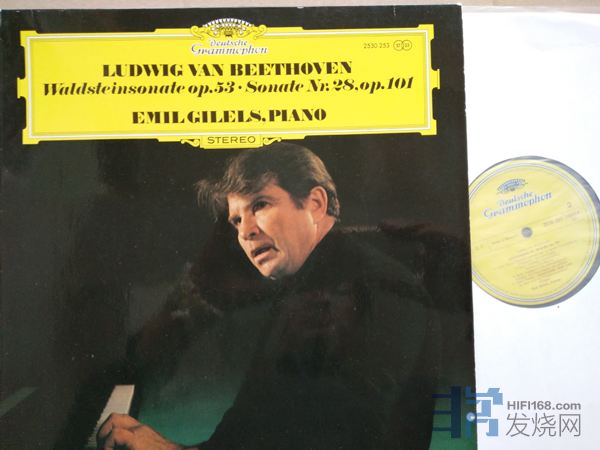 Deutsche
Grammophon
2530 253
LUDWIG VAN BEETHOVEN
Waldsteinsonate op.53 · Sonate Nr. 28, op.101
EMIL GILELS, PIANO
STEREO
Deutsche
Grammophon
HIFI168.com
发烧网